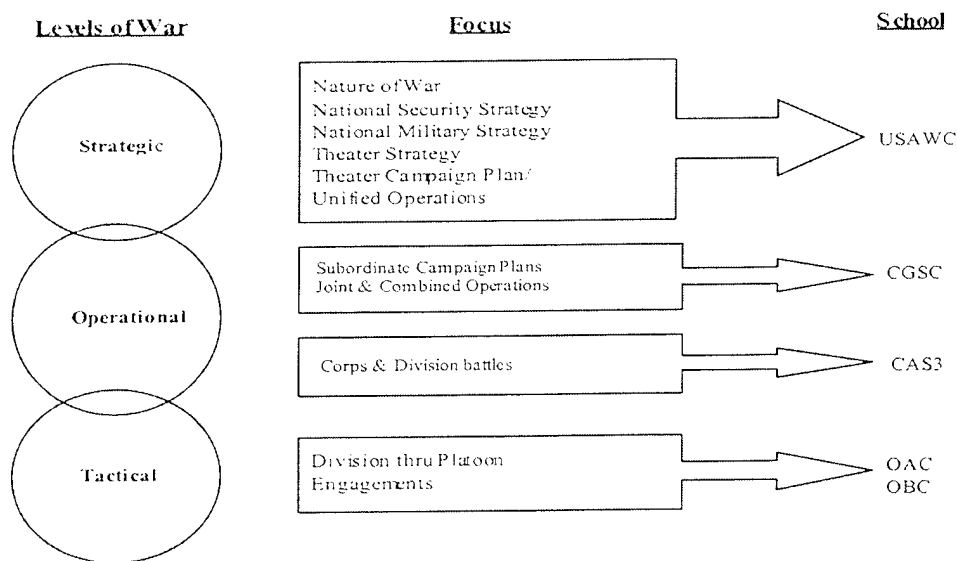 Levels of War
Focus
School
Strategic
Nature of War
National Security Strategy
National Military Strategy
Theater Strategy
Theater Campaign Plan/
Unified Operations
USAWC
Operational
Subordinate Campaign Plans
Joint & Combined Operations
CGSC
Corps & Division battles
CAS3
Tactical
Division thru Platoon
Engagements
OAC
OBC